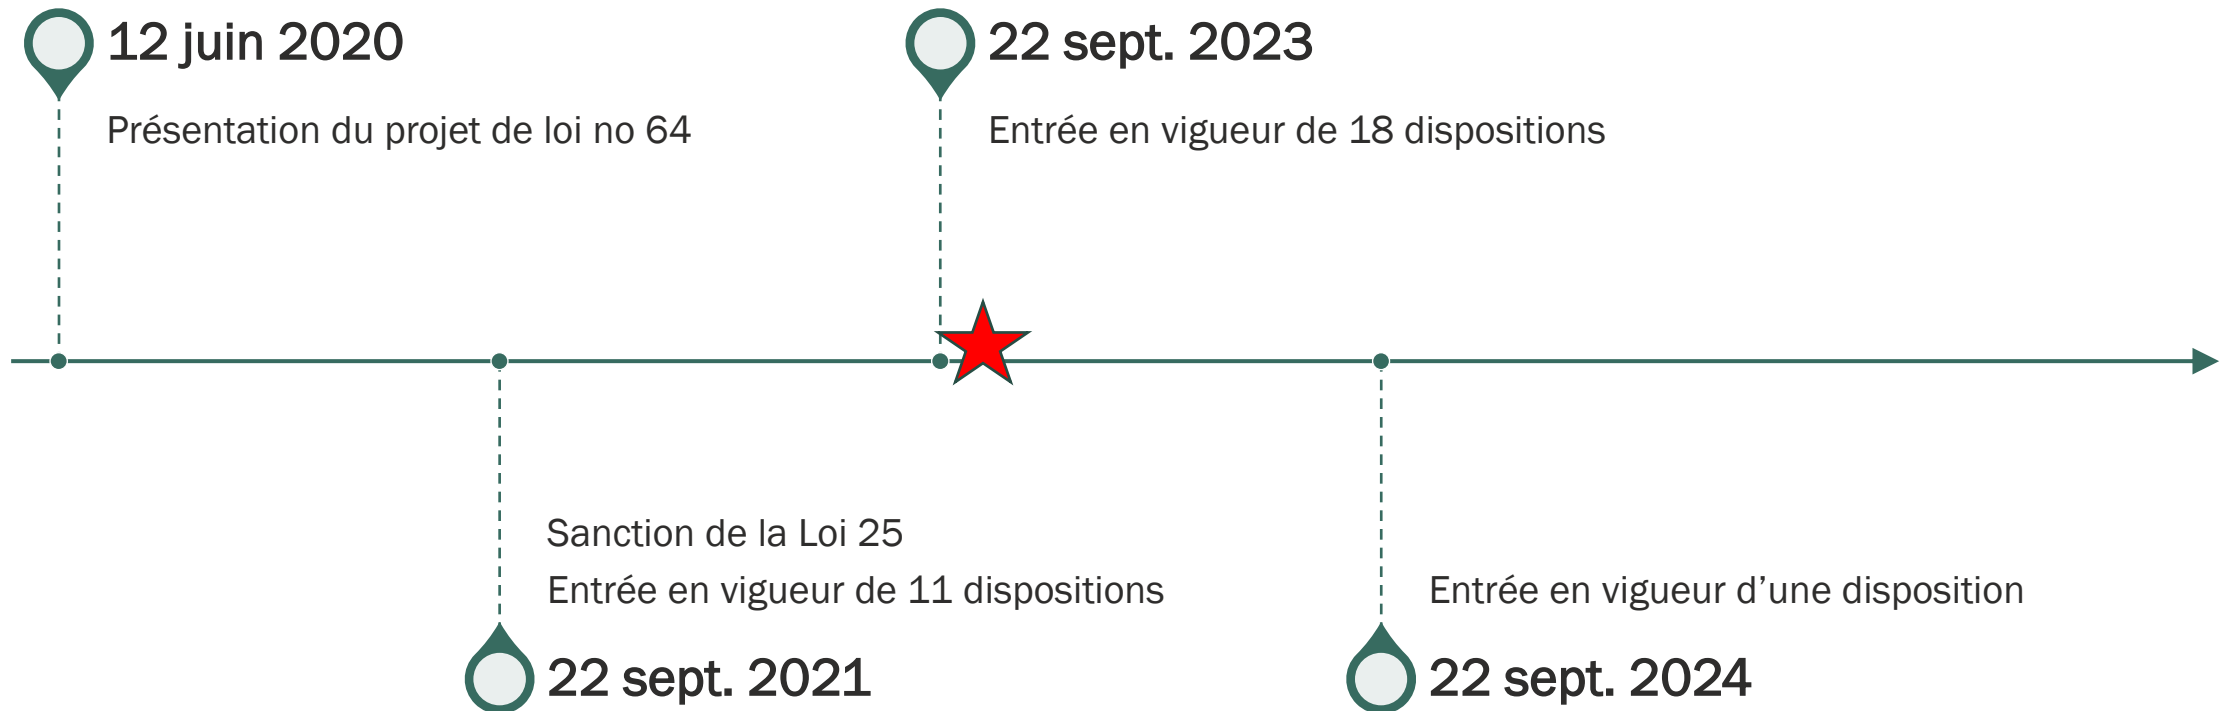 12 juin 2020
Présentation du projet de loi no 64
22 sept. 2023
Entrée en vigueur de 18 dispositions
Sanction de la Loi 25
Entrée en vigueur de 11 dispositions
22 sept. 2021
Entrée en vigueur d’une disposition
22 sept. 2024